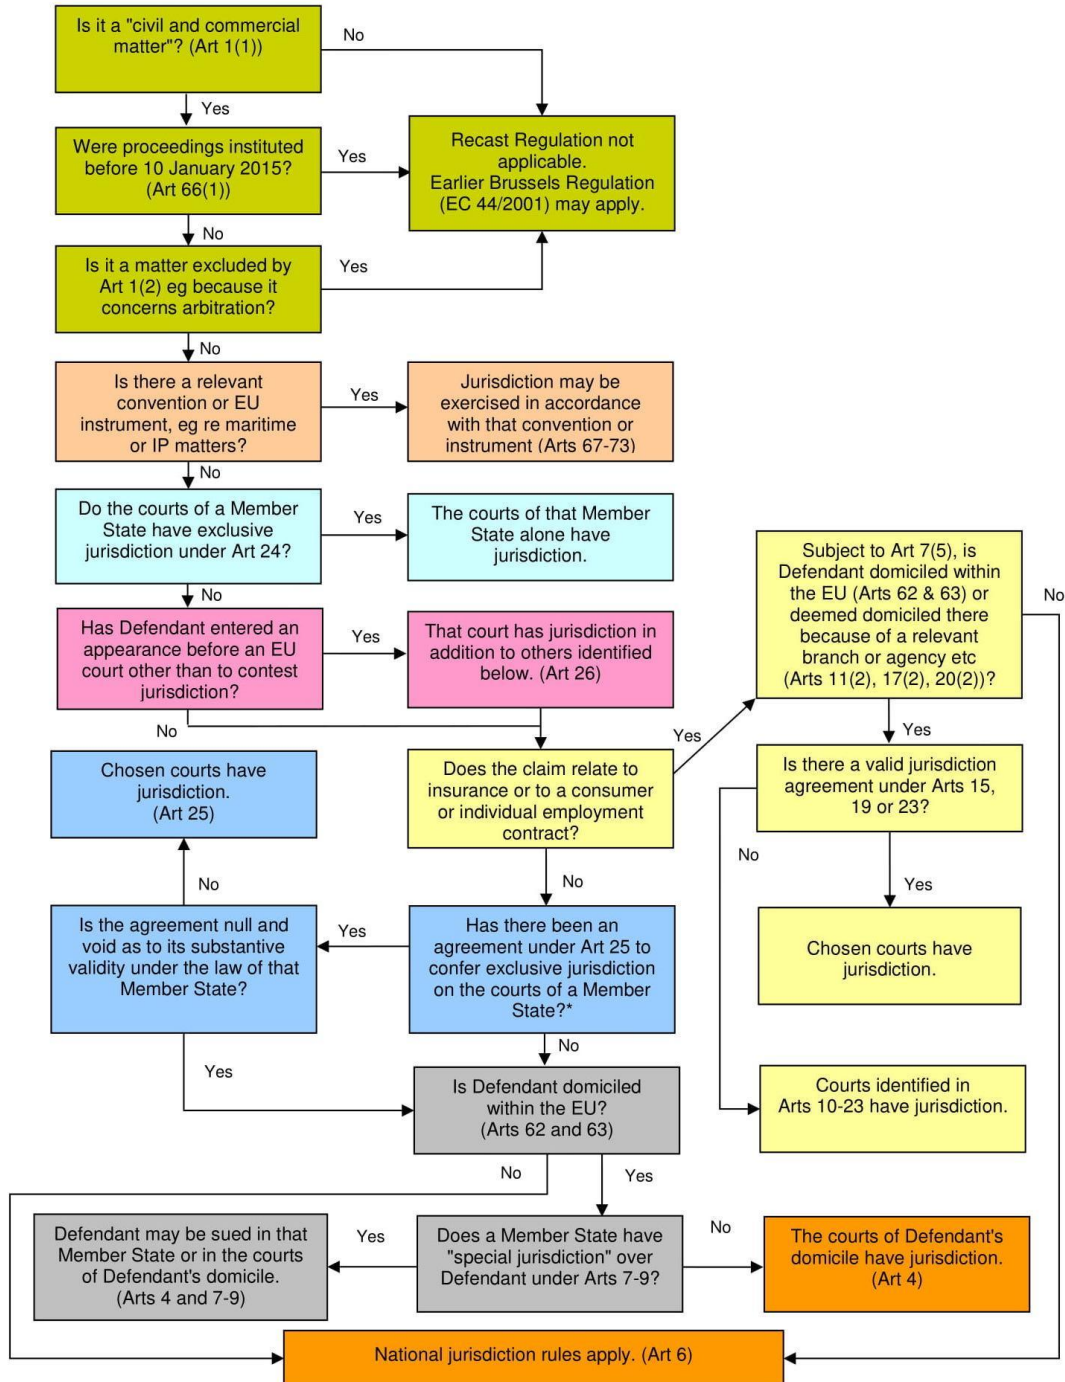 Is it a "civil and commercial
matter"? (Art 1(1))
No
Yes
Were proceedings instituted
before 10 January 2015?
(Art 66(1))
Yes
Recast Regulation not
applicable.
Earlier Brussels Regulation
(EC 44/2001) may apply.
No
Is it a matter excluded by
Art 1(2) eg because it
concerns arbitration?
Yes
No
Is there a relevant
convention or EU
instrument, eg re maritime
or IP matters?
Yes
Jurisdiction may be
exercised in accordance
with that convention or
instrument (Arts 67-73)
No
Do the courts of a Member
State have exclusive
jurisdiction under Art 24?
Yes
The courts of that Member
State alone have
jurisdiction.
No
Has Defendant entered an
appearance before an EU
court other than to contest
jurisdiction?
Yes
That court has jurisdiction in
addition to others identified
below. (Art 26)
No
Does the claim relate to
insurance or to a consumer
or individual employment
contract?
Yes
Subject to Art 7(5), is
Defendant domiciled within
the EU (Arts 62 & 63) or
deemed domiciled there
because of a relevant
branch or agency etc
(Arts 11(2), 17(2), 20(2))?
No
Yes
Is there a valid jurisdiction
agreement under Arts 15,
19 or 23?
No
Yes
Chosen courts have
jurisdiction.
Courts identified in
Arts 10-23 have jurisdiction.
No
Has there been an
agreement under Art 25 to
confer exclusive jurisdiction
on the courts of a Member
State?*
Yes
Is the agreement null and
void as to its substantive
validity under the law of that
Member State?
No
Chosen courts have
jurisdiction.
(Art 25)
Yes
No
Is Defendant domiciled
within the EU?
(Arts 62 and 63)
No
Yes
Does a Member State have
"special jurisdiction" over
Defendant under Arts 7-9?
Yes
Defendant may be sued in that
Member State or in the courts
of Defendant's domicile.
(Arts 4 and 7-9)
No
The courts of Defendant's
domicile have jurisdiction.
(Art 4)
National jurisdiction rules apply. (Art 6)